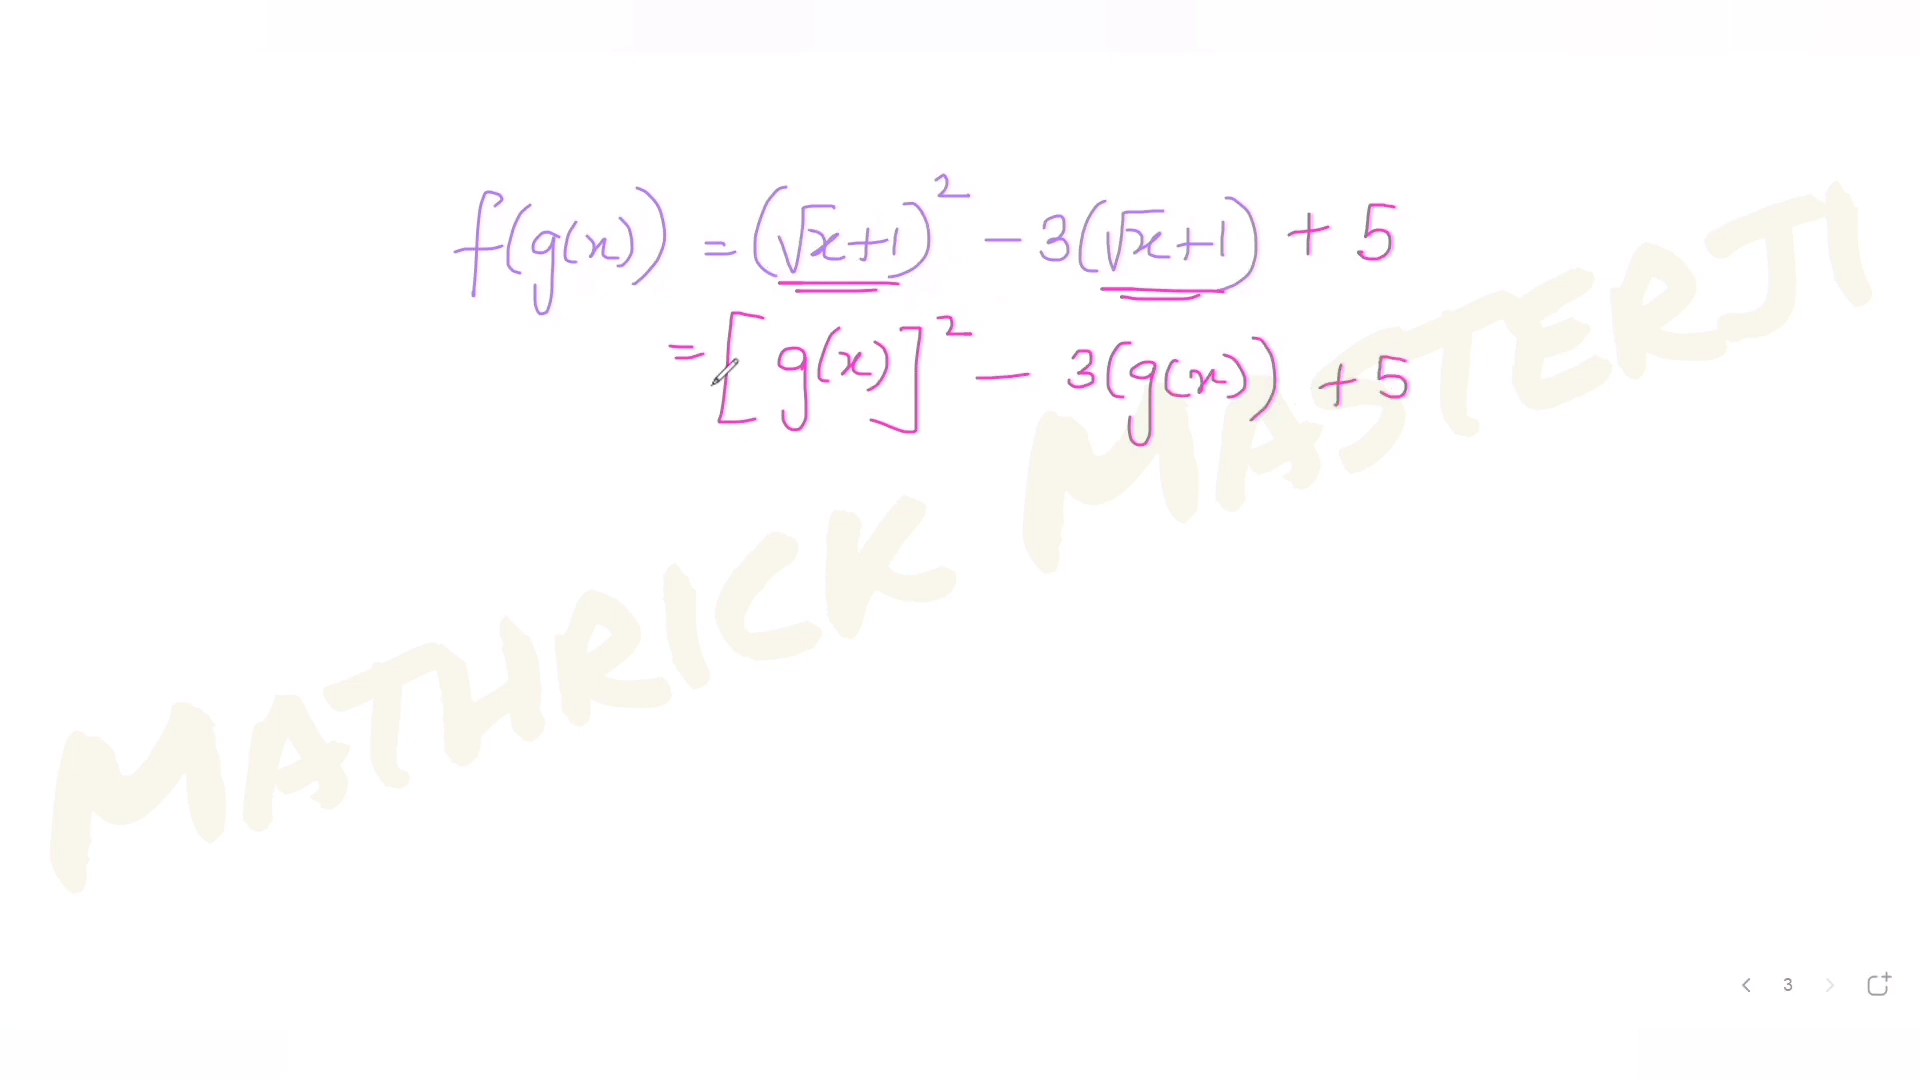 f(g(x)) = (√x+1)² - 3(√x+1) + 5
= [g(x)]² - 3(g(x)) + 5
MATHRICK MASTERJI
3